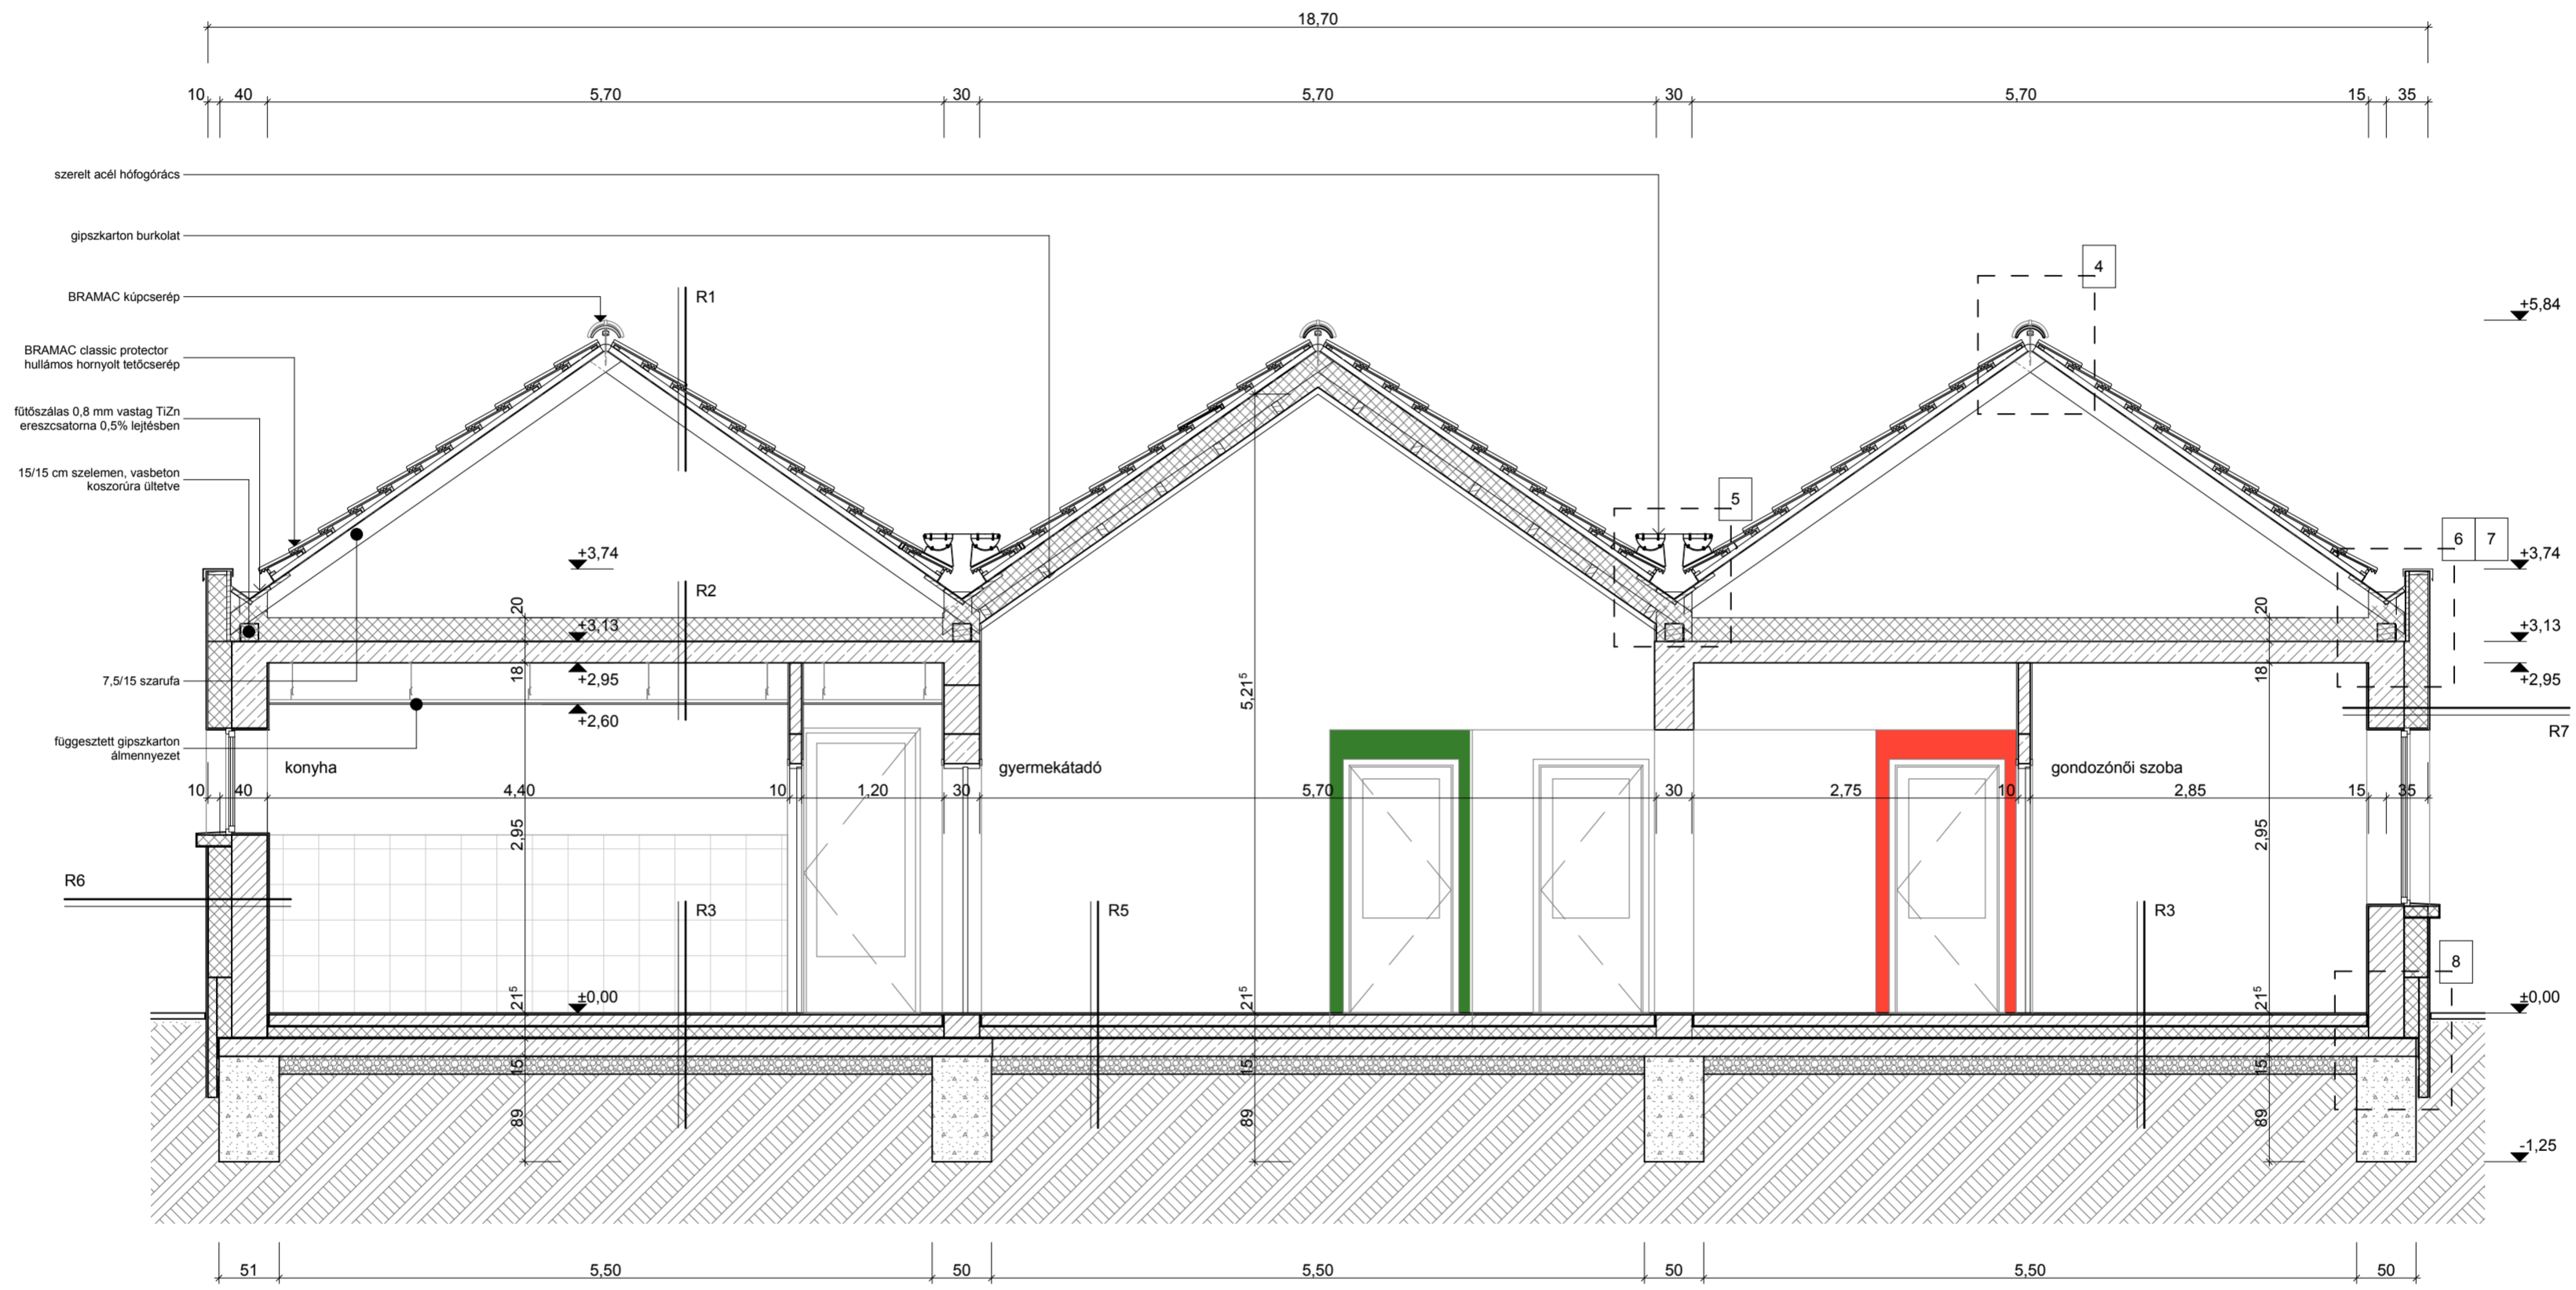 18,70
10 40 5,70 30 5,70 30 5,70 15 35
szerelt acél hófogórács
gipszkarton burkolat
4
BRAMAC kúpcserép
R1
+5,84
BRAMAC classic protector
hullámos hornyolt tetőcserép
fűtőszálas 0,8 mm vastag TiZn
ereszcsatorna 0,5% lejtésben
15/15 cm szelemen, vasbeton
koszorúra ültetve
5
6 7
+3,74
+3,74
R2
20
+3,13
20
+3,13
18
+2,95
18
+2,95
7,5/15 szarufa
5,21⁵
+2,60
R7
függesztett gipszkarton
álmennyezet
konyha
gyermekátadó
gondozónői szoba
10 40 4,40 10 1,20 30 5,70 30 2,75 10 2,85 15 35
2,95
2,95
R6
R3
R5
R3
8
21⁵
±0,00
21⁵
21⁵
±0,00
15
15
15
89
89
89
-1,25
51 5,50 50 5,50 50 5,50 50